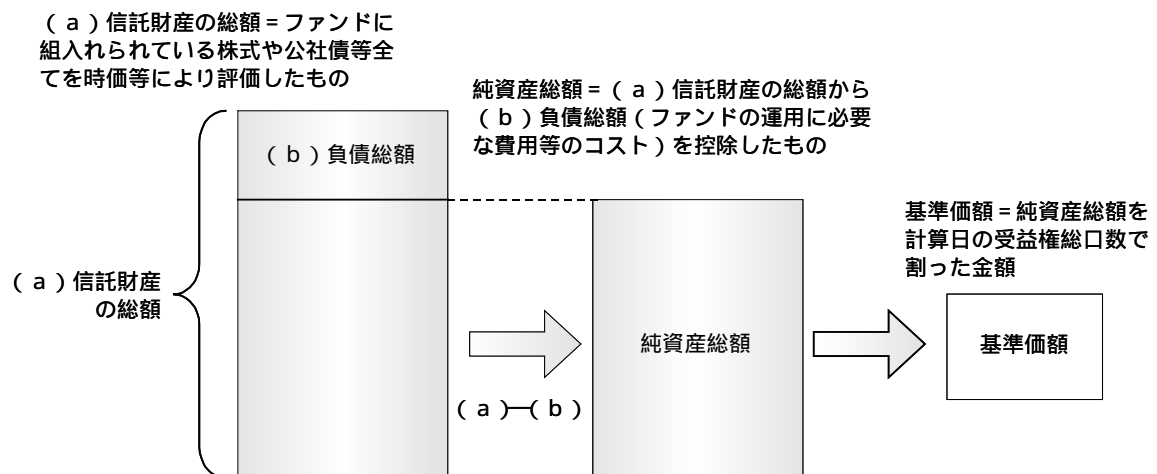 （ａ）信託財産の総額＝ファンドに
組入れられている株式や公社債等全
てを時価等により評価したもの
純資産総額＝（ａ）信託財産の総額から
（ｂ）負債総額（ファンドの運用に必要
な費用等のコスト）を控除したもの
（ｂ）負債総額
基準価額＝純資産総額を
計算日の受益権総口数で
割った金額
（ａ）信託財産
の総額
純資産総額
基準価額
（ａ）―（ｂ）